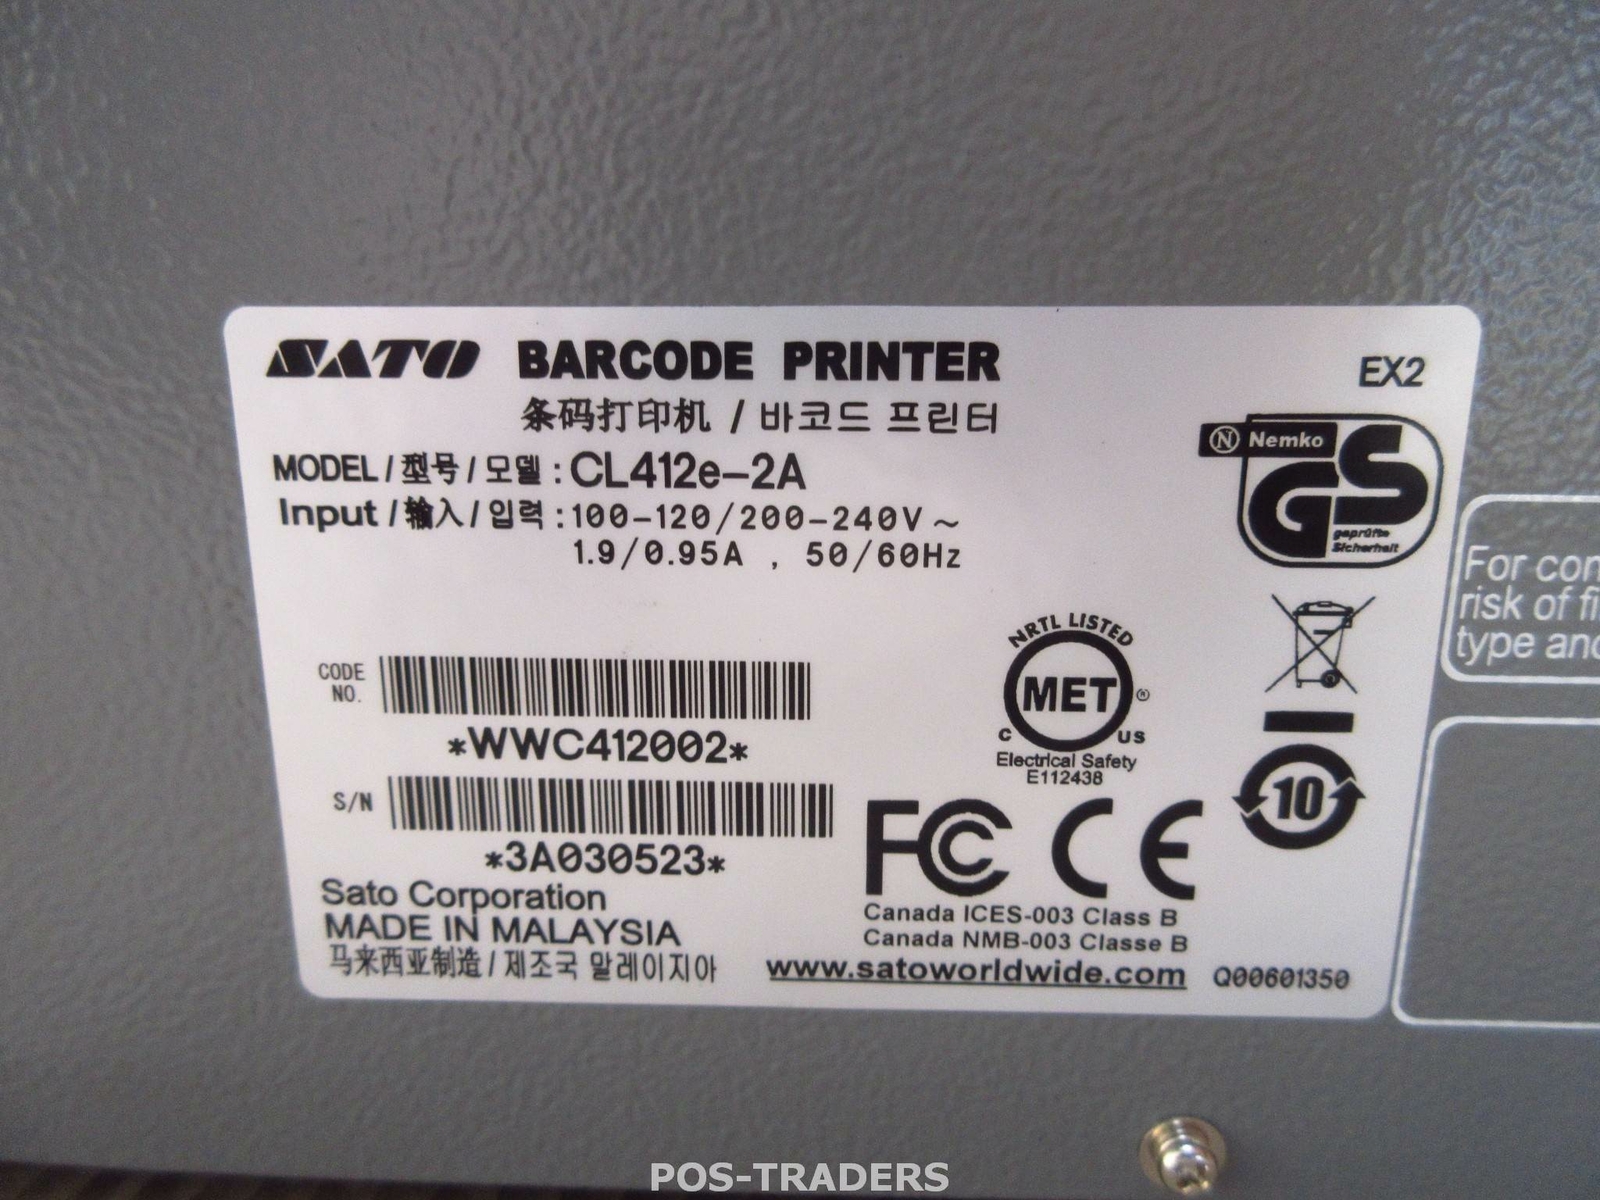 SATO BARCODE PRINTER
EX2
条码打印机 / 바코드 프린터
MODEL / 型号 / 모델 : CL412e-2A
Input / 输入 / 입력 : 100-120/200-240V ~
1.9/0.95A , 50/60Hz
N Nemko
GS
geprüfte
Sicherheit
NRTL LISTED
MET ®
C US
Electrical Safety
E112438
CODE
NO.
*WWC412002*
S/N
*3A030523*
10
FC CE
Sato Corporation
MADE IN MALAYSIA
马来西亚制造 / 제조국 말레이지아
Canada ICES-003 Class B
Canada NMB-003 Classe B
www.satoworldwide.com
Q00601350
For con
risk of fi
type and
POS-TRADERS